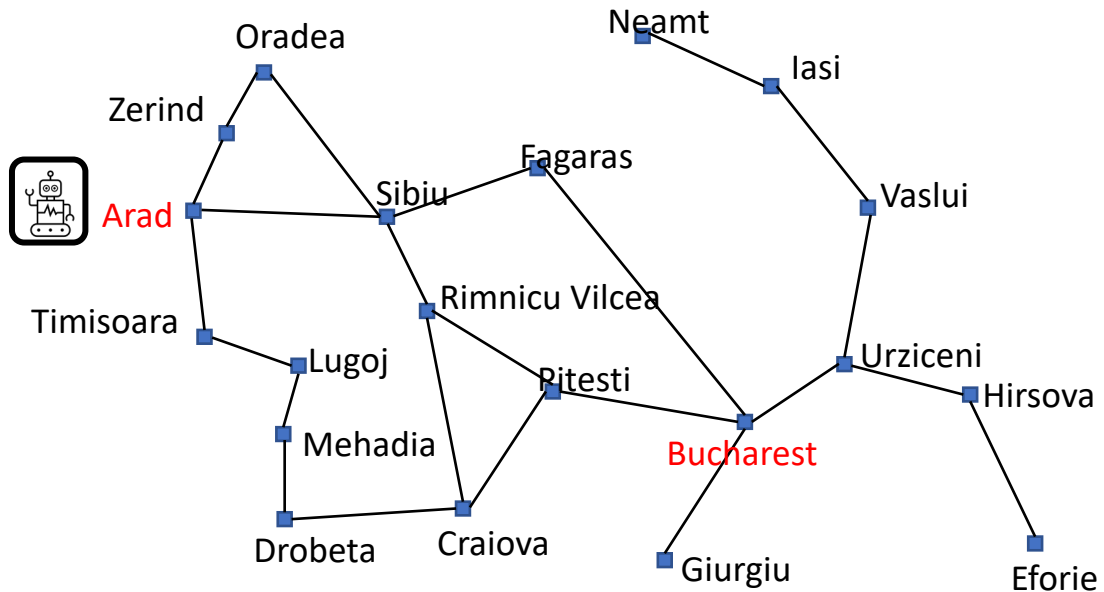 Neamt
Oradea
Iasi
Zerind
Fagaras
Sibiu
Vaslui
Arad
Rimnicu Vilcea
Timisoara
Lugoj
Urziceni
Pitesti
Hirsova
Mehadia
Bucharest
Drobeta
Craiova
Giurgiu
Eforie